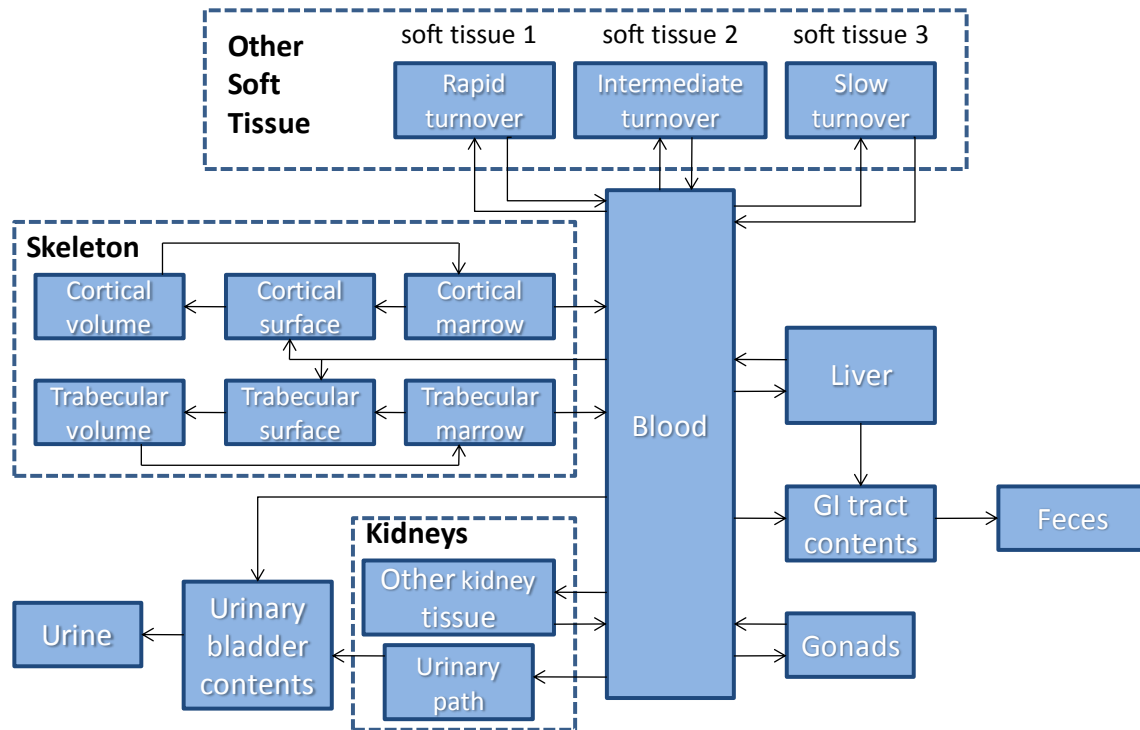 Other
Soft
Tissue
soft tissue 1
soft tissue 2
soft tissue 3
Rapid
turnover
Intermediate
turnover
Slow
turnover
Skeleton
Cortical
volume
Cortical
surface
Cortical
marrow
Trabecular
volume
Trabecular
surface
Trabecular
marrow
Blood
Liver
GI tract
contents
Feces
Kidneys
Other kidney
tissue
Urinary
path
Urinary
bladder
contents
Urine
Gonads